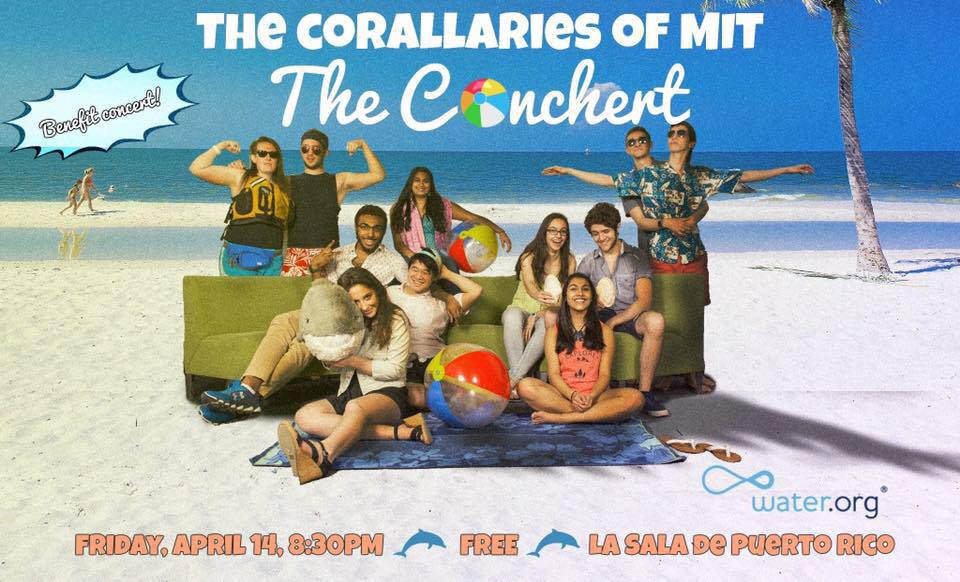 THE CORALLARIES OF MIT
The Conchert
Benefit concert!
EXPLORE
water.org®
FRIDAY, APRIL 14, 8:30PM FREE LA SALA DE PUERTO RICO